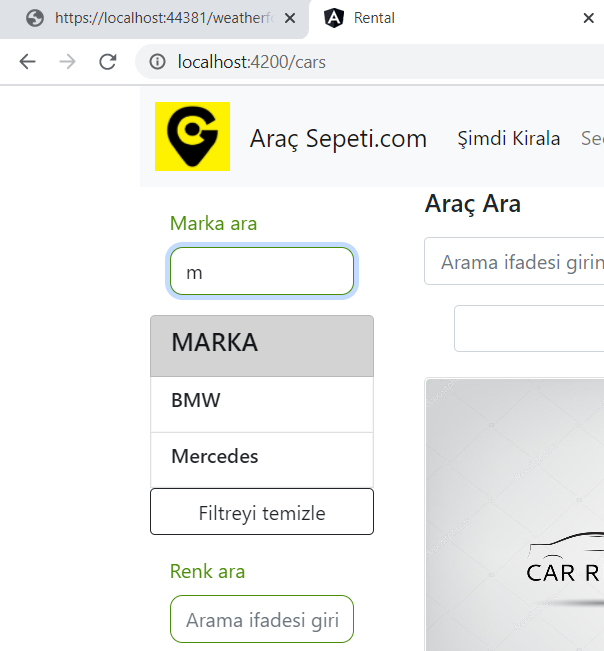 https://localhost:44381/weatherf
Rental
localhost:4200/cars
Araç Sepeti.com
Şimdi Kirala
Araç Ara
Marka ara
m
Arama ifadesi girin
MARKA
BMW
Mercedes
Filtreyi temizle
Renk ara
Arama ifadesi giri
CAR R